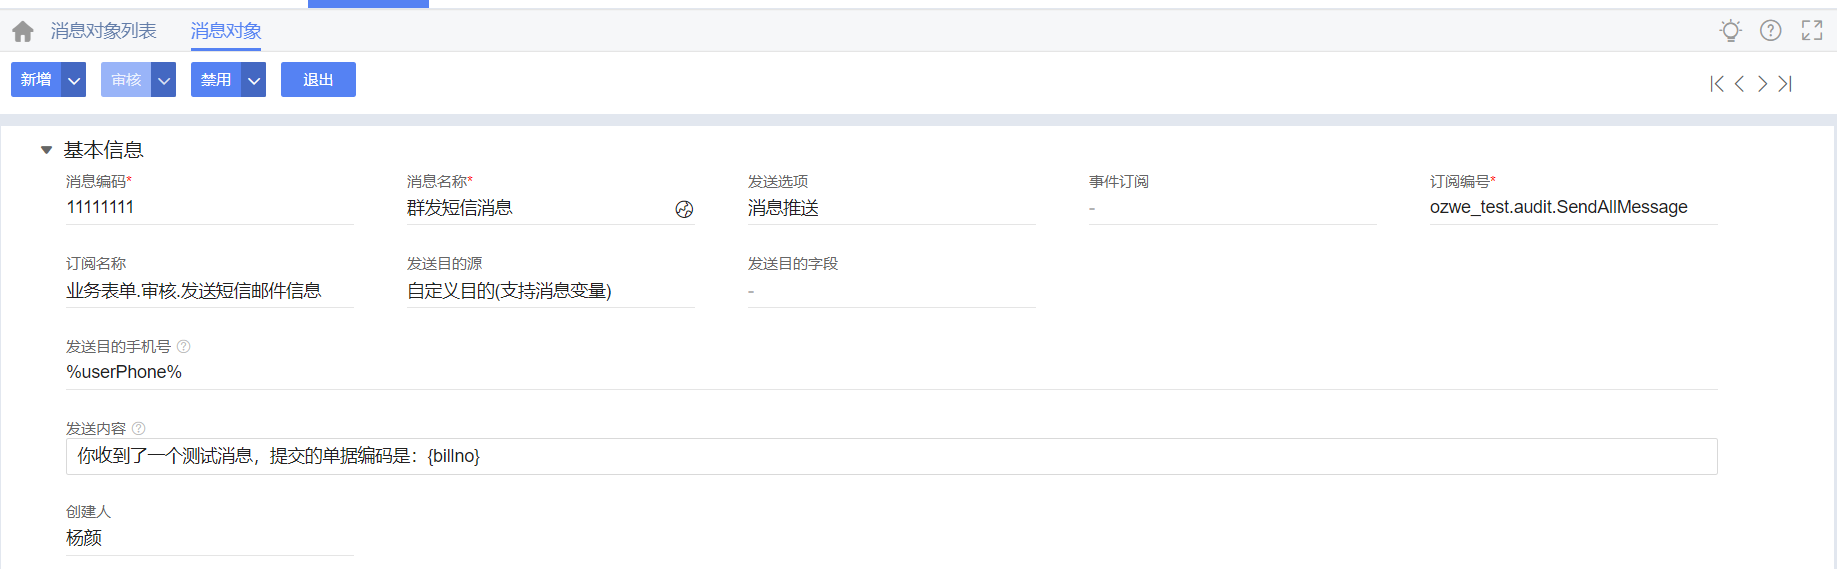 消息对象列表 消息对象
新增 审核 禁用 退出
基本信息
消息编码* 消息名称* 发送选项 事件订阅 订阅编号*
11111111 群发短信消息 消息推送 - ozwe_test.audit.SendAllMessage
订阅名称 发送目的源 发送目的字段
业务表单.审核.发送短信邮件信息 自定义目的(支持消息变量) -
发送目的手机号
%userPhone%
发送内容
你收到了一个测试消息，提交的单据编码是：{billno}
创建人
杨颜